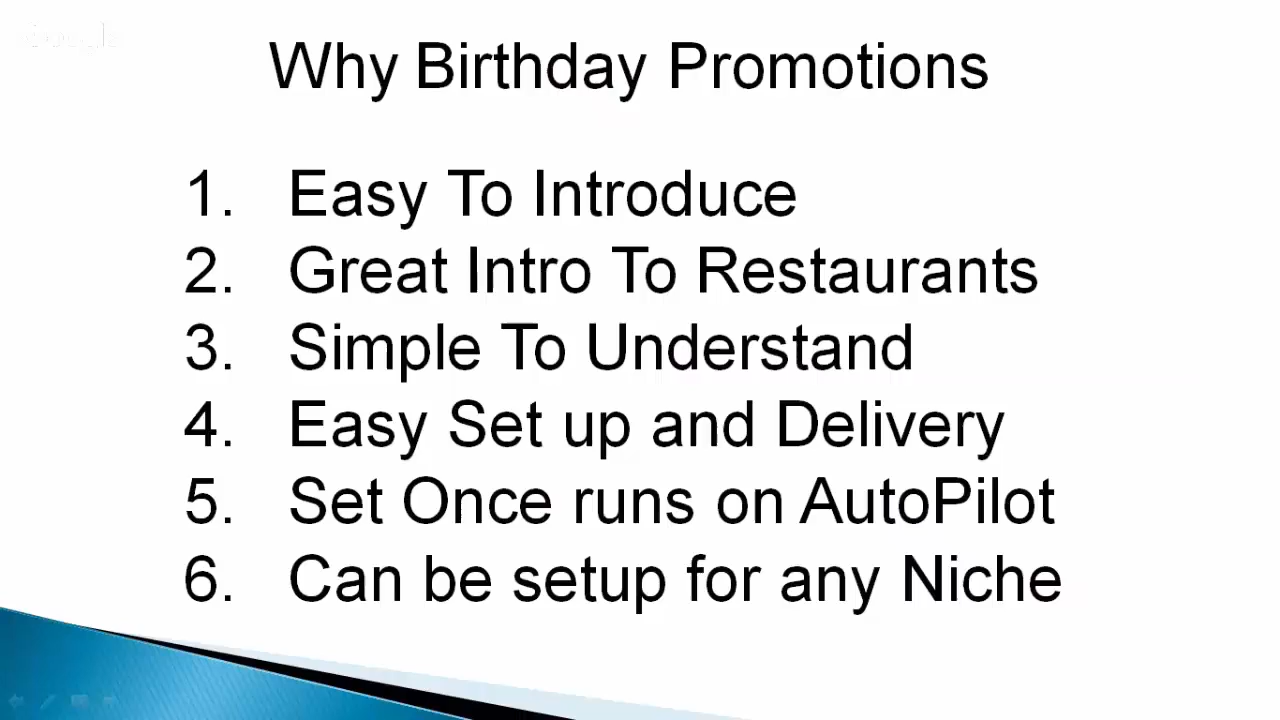 Google
Why Birthday Promotions
1. Easy To Introduce
2. Great Intro To Restaurants
3. Simple To Understand
4. Easy Set up and Delivery
5. Set Once runs on AutoPilot
6. Can be setup for any Niche